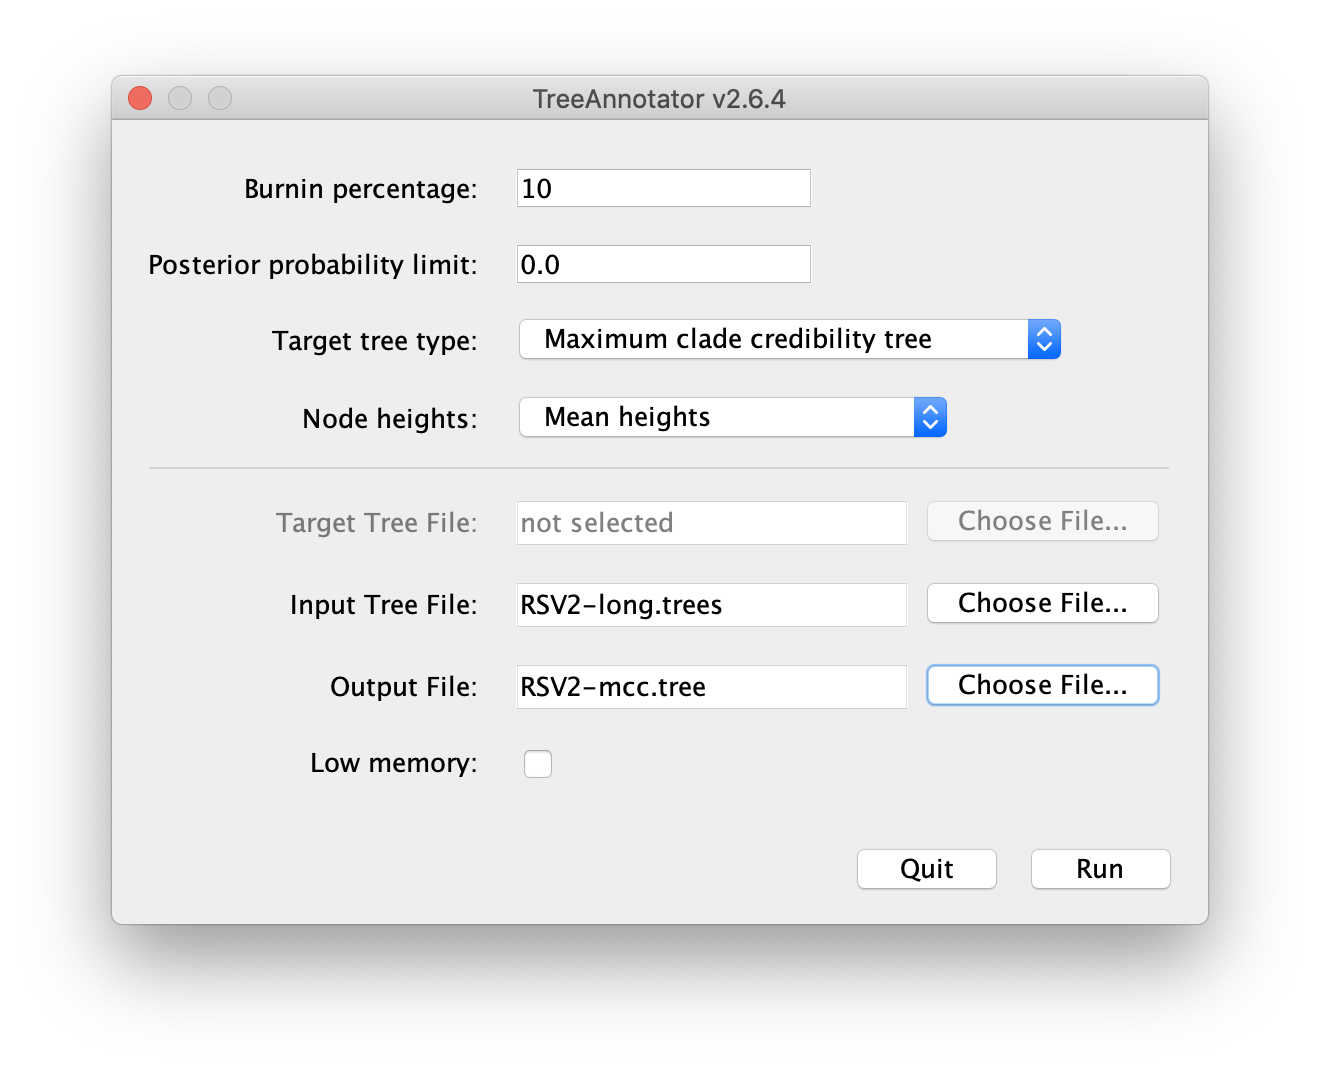 TreeAnnotator v2.6.4
Burnin percentage: 10
Posterior probability limit: 0.0
Target tree type: Maximum clade credibility tree
Node heights: Mean heights
Target Tree File: not selected Choose File...
Input Tree File: RSV2-long.trees Choose File...
Output File: RSV2-mcc.tree Choose File...
Low memory:
Quit Run